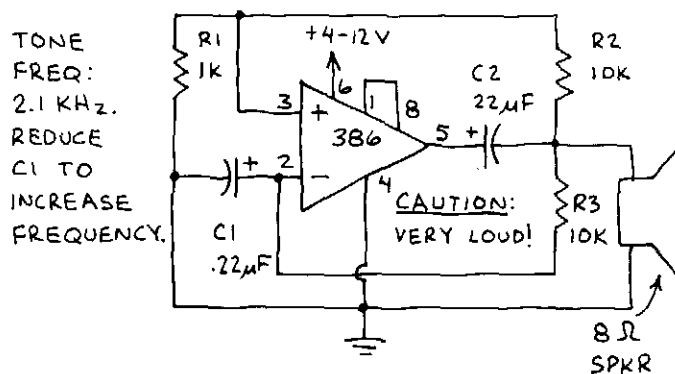 TONE
FREQ:
2.1 KHz.
REDUCE
C1 TO
INCREASE
FREQUENCY.
R1
1K
+4-12V
6
1
8
3
+
386
2
−
4
5
C2
22µF
+
R2
10K
+
C1
.22µF
CAUTION:
VERY LOUD!
R3
10K
8Ω
SPKR